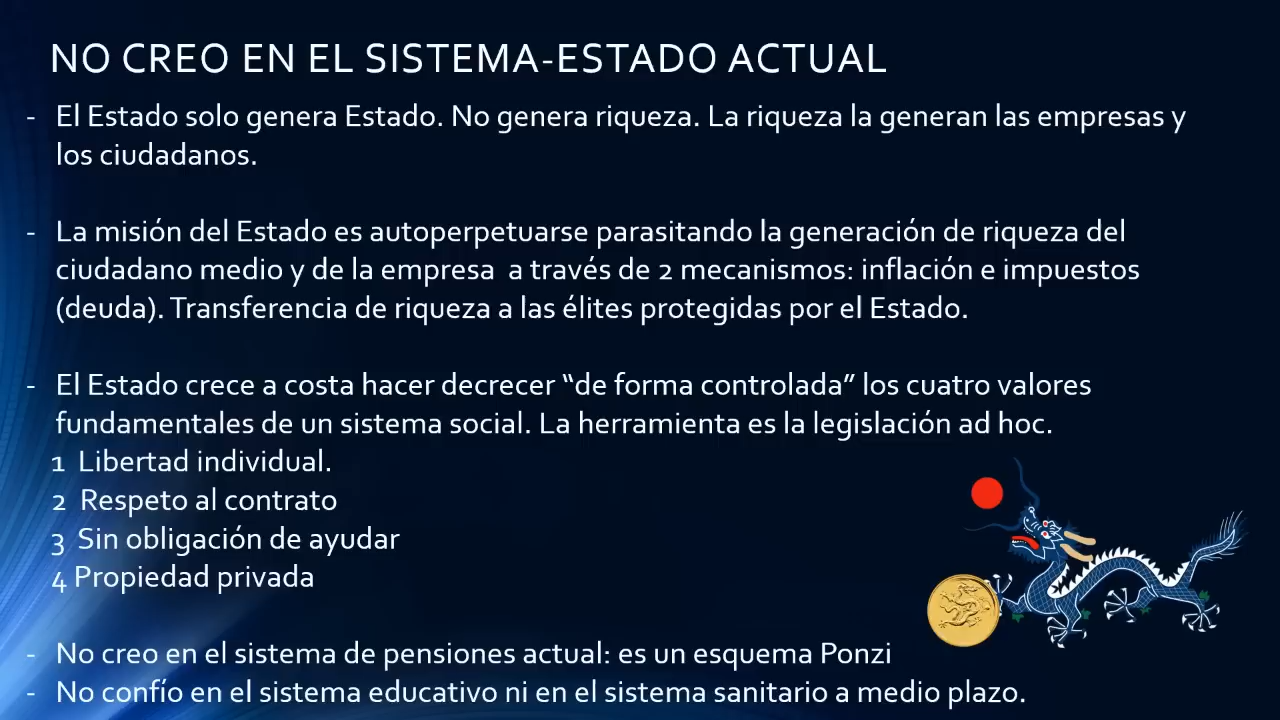 NO CREO EN EL SISTEMA-ESTADO ACTUAL
- El Estado solo genera Estado. No genera riqueza. La riqueza la generan las empresas y
los ciudadanos.
- La misión del Estado es autoperpetuarse parasitando la generación de riqueza del
ciudadano medio y de la empresa  a través de 2 mecanismos: inflación e impuestos
(deuda). Transferencia de riqueza a las élites protegidas por el Estado.
- El Estado crece a costa hacer decrecer “de forma controlada” los cuatro valores
fundamentales de un sistema social. La herramienta es la legislación ad hoc.
1  Libertad individual.
2  Respeto al contrato
3  Sin obligación de ayudar
4 Propiedad privada
- No creo en el sistema de pensiones actual: es un esquema Ponzi
- No confío en el sistema educativo ni en el sistema sanitario a medio plazo.